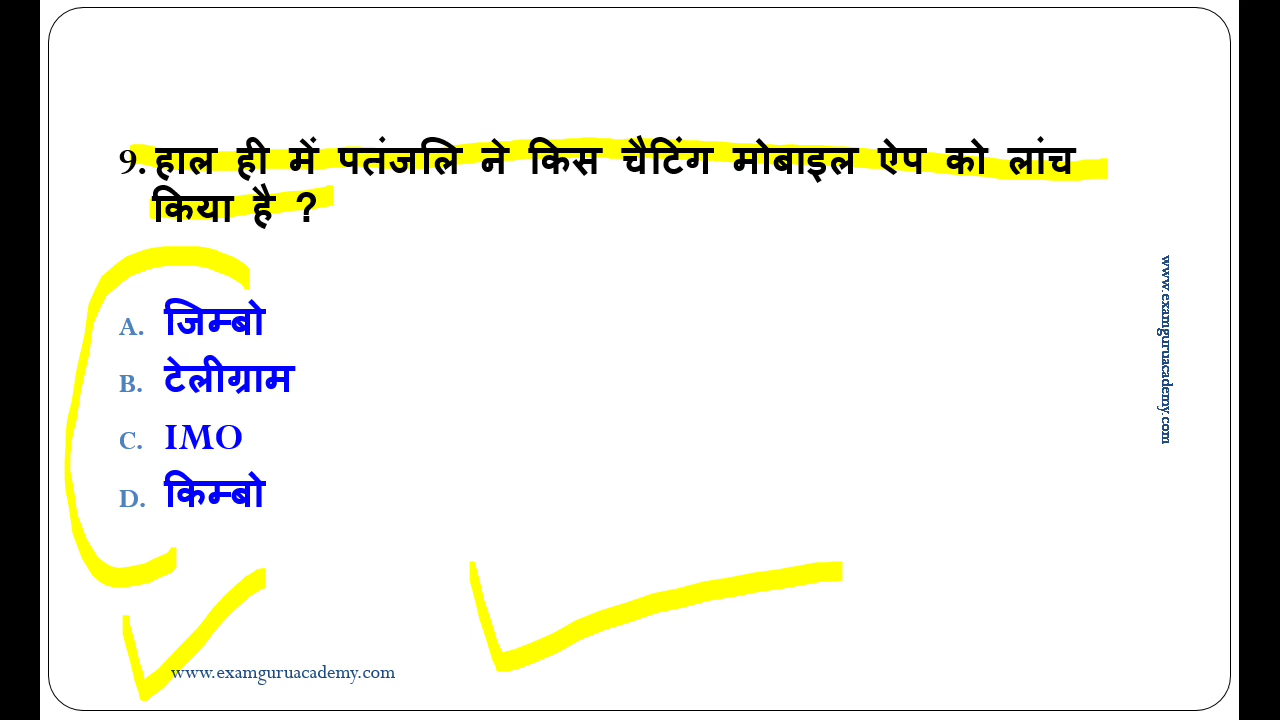 9. हाल ही में पतंजलि ने किस चैटिंग मोबाइल ऐप को लांच
किया है ?
A. जिम्बो
B. टेलीग्राम
C. IMO
D. किम्बो
www.examguruacademy.com
www.examguruacademy.com